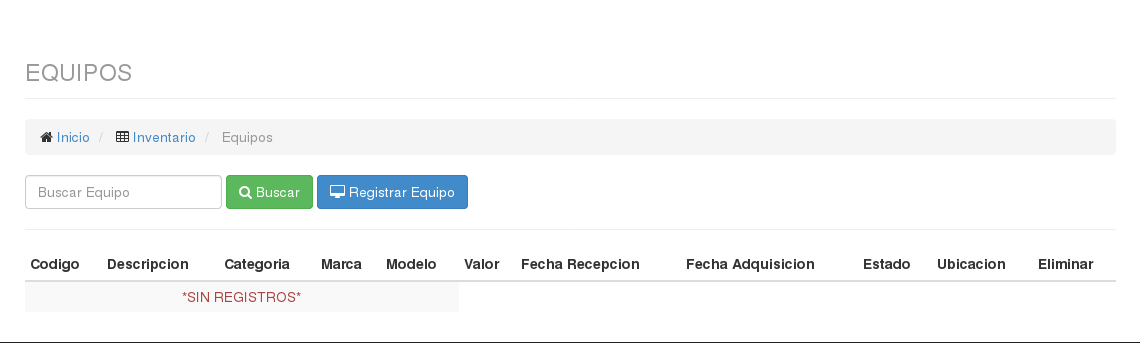 EQUIPOS
Inicio / Inventario / Equipos
Buscar Equipo Buscar Registrar Equipo
Codigo Descripcion Categoria Marca Modelo Valor Fecha Recepcion Fecha Adquisicion Estado Ubicacion Eliminar
*SIN REGISTROS*